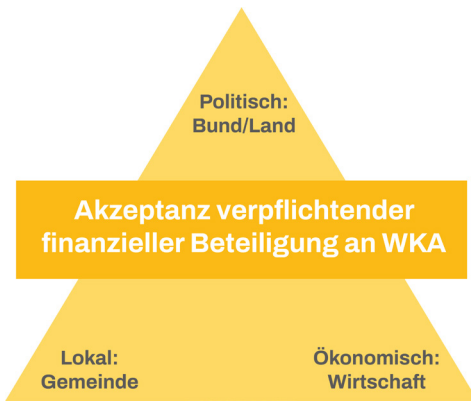 Politisch:
Bund/Land
Akzeptanz verpflichtender
finanzieller Beteiligung an WKA
Lokal:
Gemeinde
Ökonomisch:
Wirtschaft